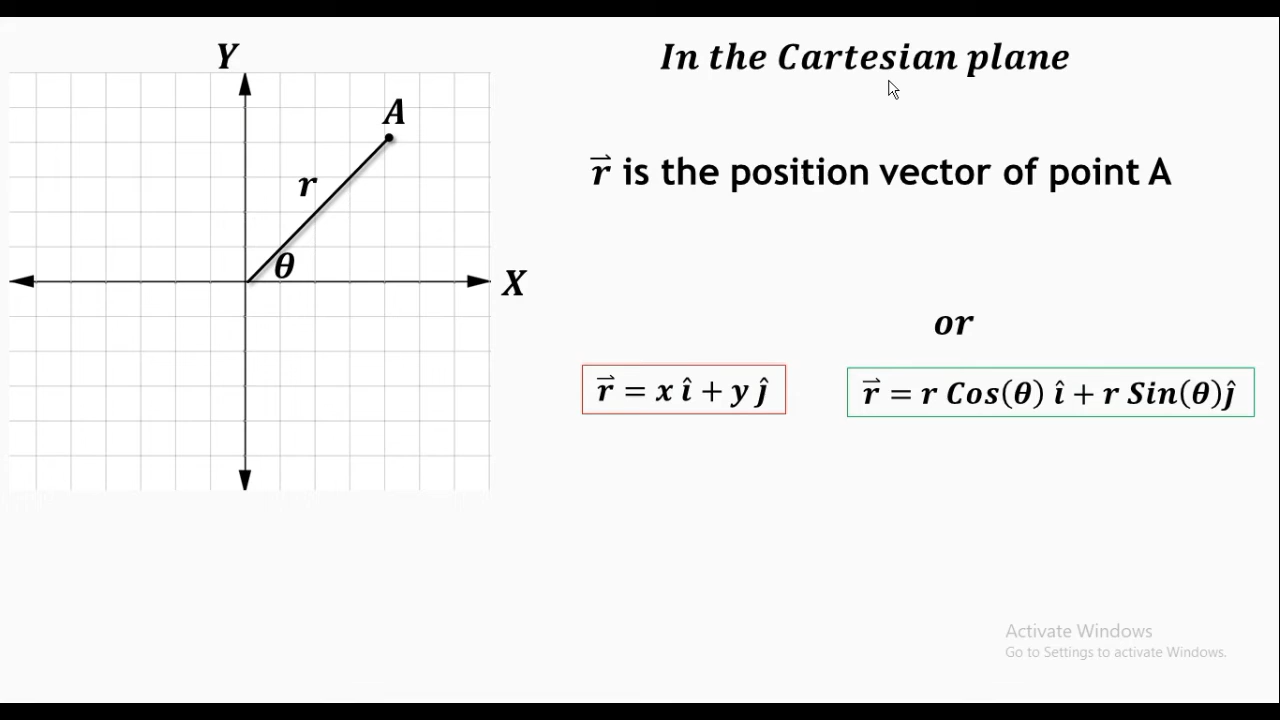 Y
In the Cartesian plane
A
r⃗ is the position vector of point A
r
θ
X
or
r⃗ = x î + y ĵ
r⃗ = r Cos(θ) î + r Sin(θ)ĵ
Activate Windows
Go to Settings to activate Windows.